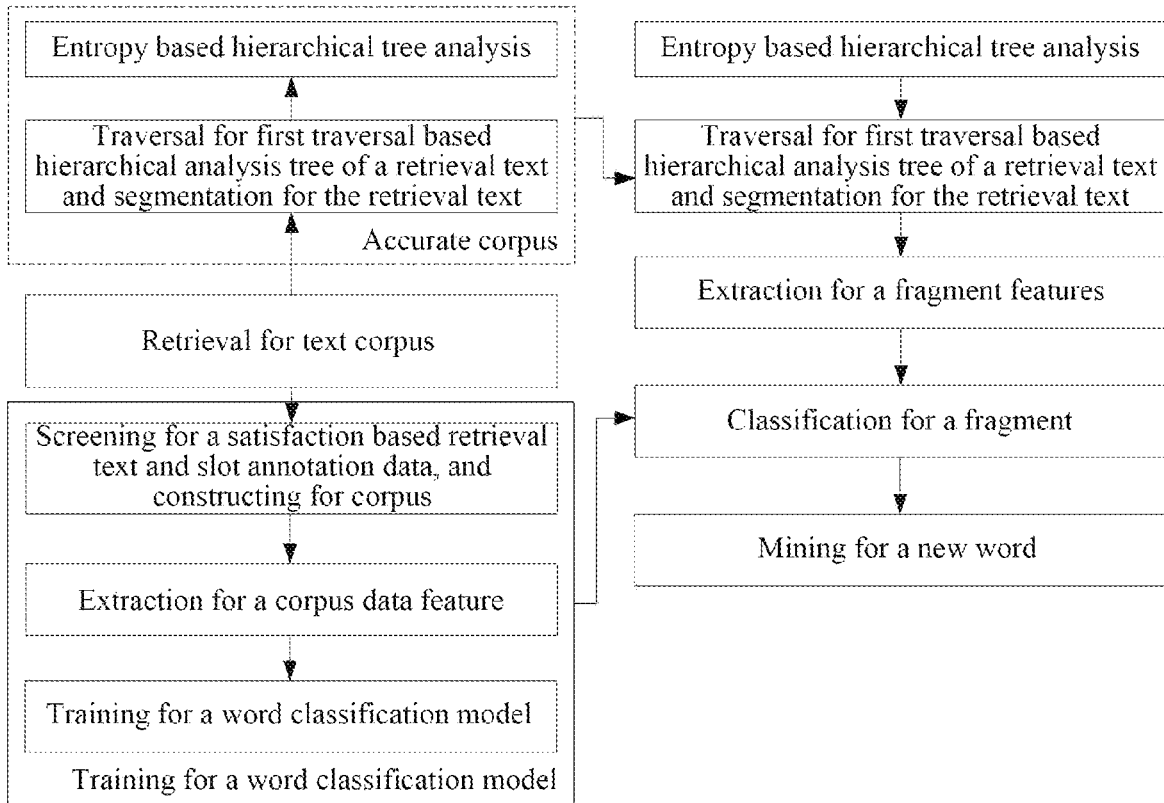 Entropy based hierarchical tree analysis
Traversal for first traversal based
hierarchical analysis tree of a retrieval text
and segmentation for the retrieval text
Accurate corpus
Retrieval for text corpus
Screening for a satisfaction based retrieval
text and slot annotation data, and
constructing for corpus
Extraction for a corpus data feature
Training for a word classification model
Training for a word classification model
Entropy based hierarchical tree analysis
Traversal for first traversal based
hierarchical analysis tree of a retrieval text
and segmentation for the retrieval text
Extraction for a fragment features
Classification for a fragment
Mining for a new word